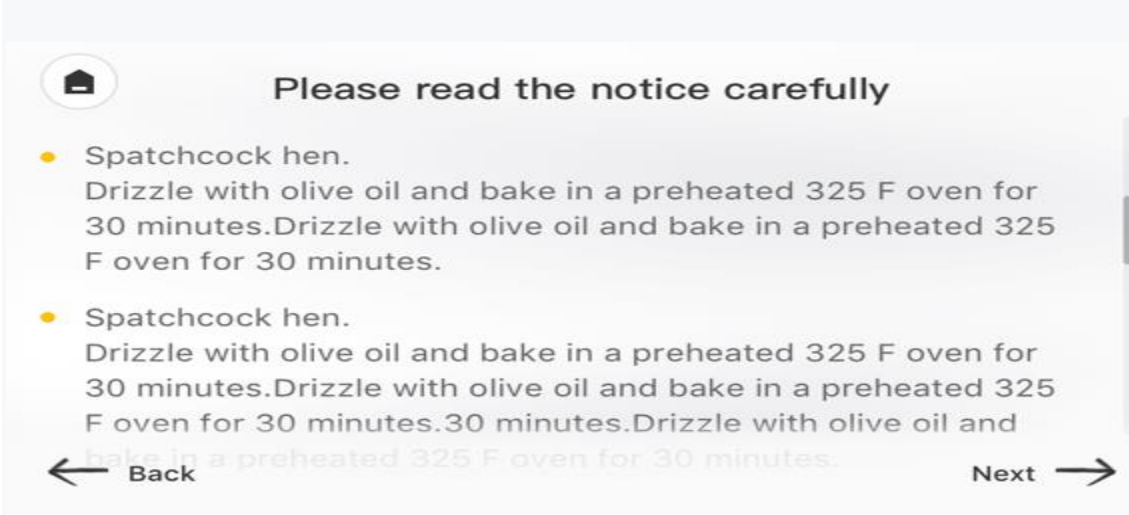 Please read the notice carefully
Spatchcock hen.
Drizzle with olive oil and bake in a preheated 325 F oven for
30 minutes.Drizzle with olive oil and bake in a preheated 325
F oven for 30 minutes.
Spatchcock hen.
Drizzle with olive oil and bake in a preheated 325 F oven for
30 minutes.Drizzle with olive oil and bake in a preheated 325
F oven for 30 minutes.30 minutes.Drizzle with olive oil and
bake in a preheated 325 F oven for 30 minutes.
Back
Next